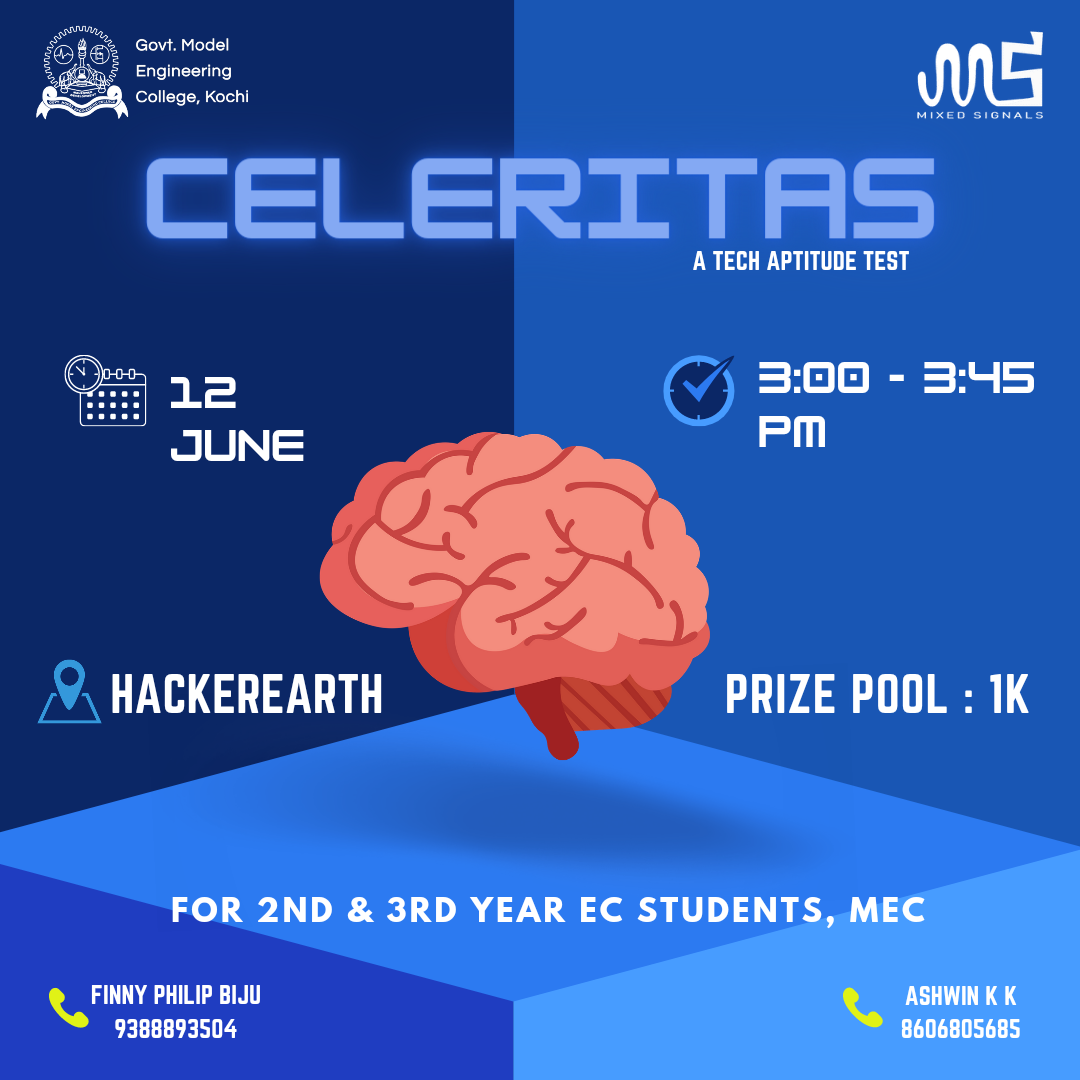 Govt. Model
Engineering
College, Kochi
MIXED SIGNALS
CELERITAS
A TECH APTITUDE TEST
12
JUNE
3:00 - 3:45
PM
HACKEREARTH
PRIZE POOL : 1K
FOR 2ND & 3RD YEAR EC STUDENTS, MEC
FINNY PHILIP BIJU
9388893504
ASHWIN K K
8606805685